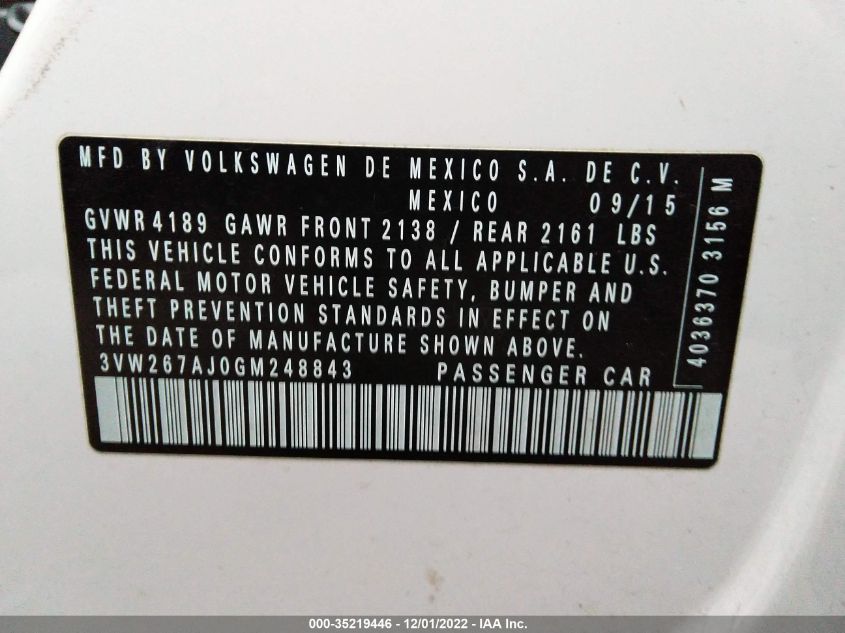 MFD BY VOLKSWAGEN DE MEXICO S.A. DE C.V.
MEXICO 09/15
GVWR 4189 GAWR FRONT 2138 / REAR 2161 LBS
THIS VEHICLE CONFORMS TO ALL APPLICABLE U.S.
FEDERAL MOTOR VEHICLE SAFETY, BUMPER AND
THEFT PREVENTION STANDARDS IN EFFECT ON
THE DATE OF MANUFACTURE SHOWN ABOVE.
3VW267AJ0GM248843 PASSENGER CAR
4036370 3156 M
000-35219446 - 12/01/2022 - IAA Inc.